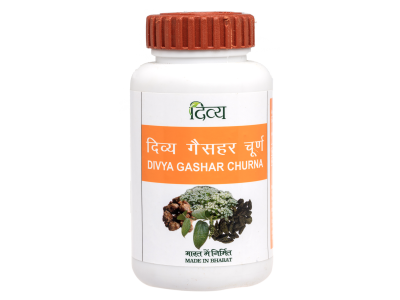 दिव्य
दिव्य गैसहर चूर्ण
DIVYA GASHAR CHURNA
भारत में निर्मित
MADE IN BHARAT